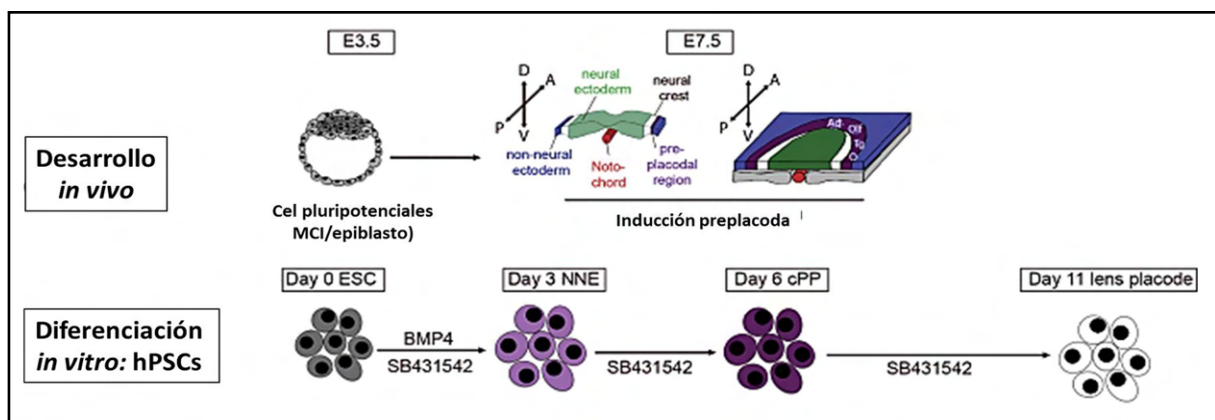 E3.5
E7.5
Desarrollo
in vivo
D
A
P
V
neural
ectoderm
neural
crest
non-neural
ectoderm
Noto-
chord
pre-
placodal
region
D
A
P
V
Ad
Olf
Tg
O
Cel pluripotenciales
MCI/epiblasto)
Inducción preplacoda
Day 0 ESC
Day 3 NNE
Day 6 cPP
Day 11 lens placode
Diferenciación
in vitro: hPSCs
BMP4
SB431542
SB431542
SB431542